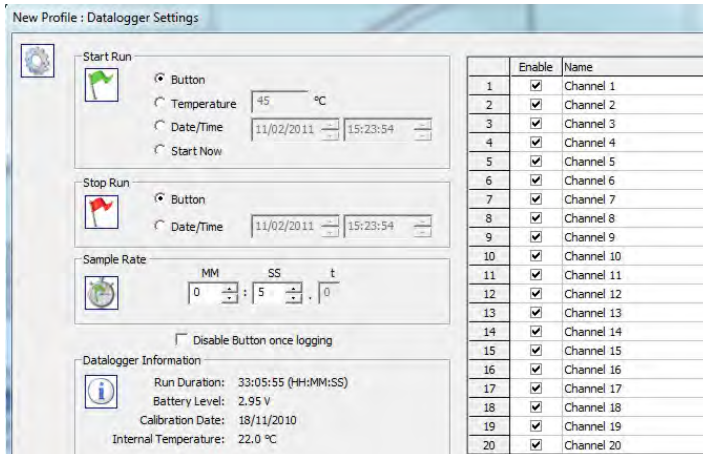 New Profile : Datalogger Settings
Start Run
Button
Temperature 45 ºC
Date/Time 11/02/2011 15:23:54
Start Now
Stop Run
Button
Date/Time 11/02/2011 15:23:54
Sample Rate
MM SS t
0 : 5 . 0
Disable Button once logging
Datalogger Information
Run Duration: 33:05:55 (HH:MM:SS)
Battery Level: 2.95 V
Calibration Date: 18/11/2010
Internal Temperature: 22.0 ºC
Enable Name
1 Channel 1
2 Channel 2
3 Channel 3
4 Channel 4
5 Channel 5
6 Channel 6
7 Channel 7
8 Channel 8
9 Channel 9
10 Channel 10
11 Channel 11
12 Channel 12
13 Channel 13
14 Channel 14
15 Channel 15
16 Channel 16
17 Channel 17
18 Channel 18
19 Channel 19
20 Channel 20